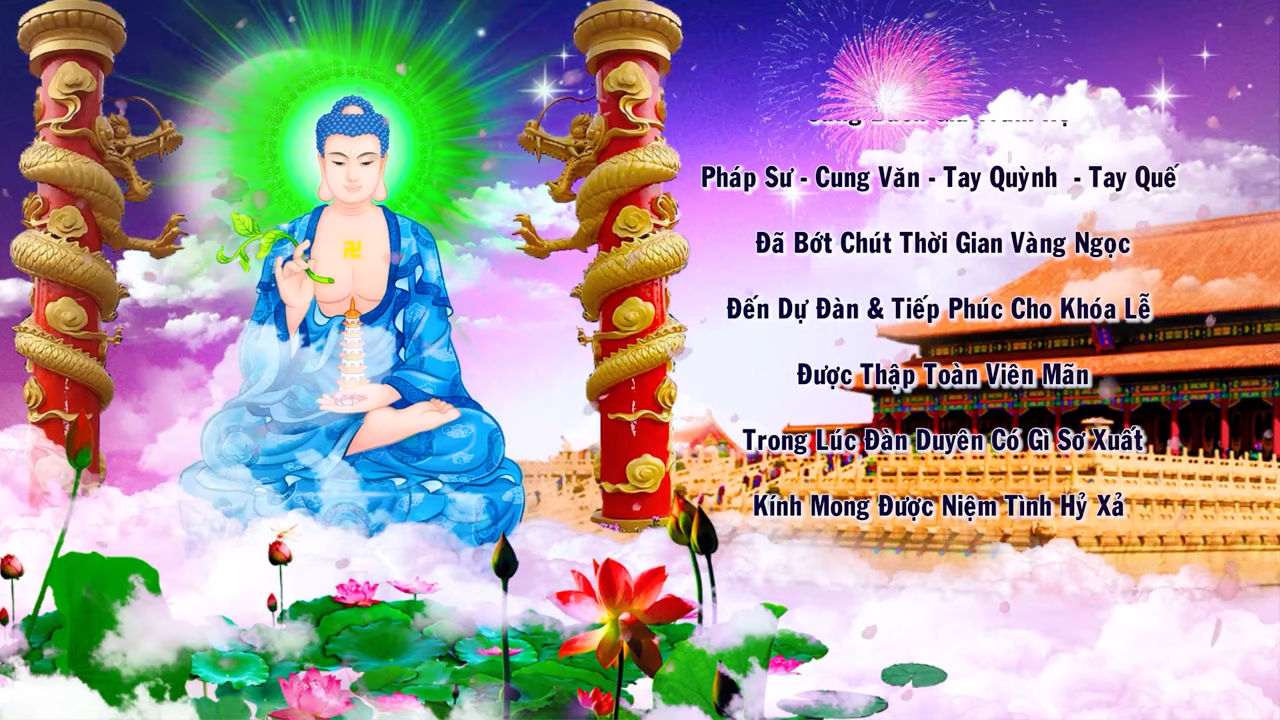 Pháp Sư - Cung Văn - Tay Quỳnh - Tay Quế
Đã Bớt Chút Thời Gian Vàng Ngọc
Đến Dự Đàn & Tiếp Phúc Cho Khóa Lễ
Được Thập Toàn Viên Mãn
Trong Lúc Đàn Duyên Có Gì Sơ Xuất
Kính Mong Được Niệm Tình Hỷ Xả